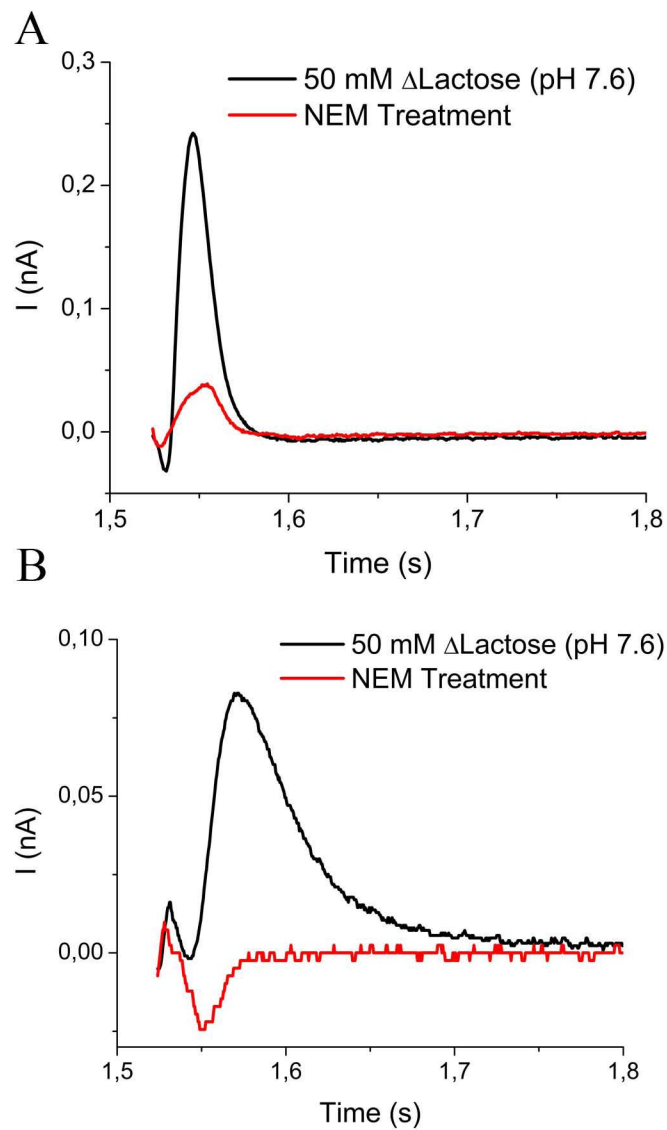 A
50 mM ΔLactose (pH 7.6)
NEM Treatment
0,3
0,2
0,1
0,0
I (nA)
1,5
1,6
1,7
1,8
Time (s)
B
50 mM ΔLactose (pH 7.6)
NEM Treatment
0,10
0,05
0,00
I (nA)
1,5
1,6
1,7
1,8
Time (s)